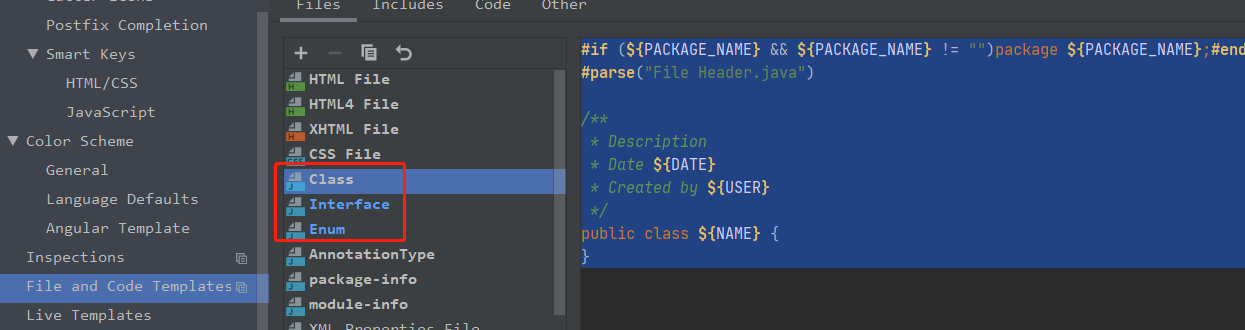 Postfix Completion
Smart Keys
HTML/CSS
JavaScript
Color Scheme
General
Language Defaults
Angular Template
Inspections
File and Code Templates
Live Templates
Files Includes Code Other
HTML File
HTML4 File
XHTML File
CSS File
Class
Interface
Enum
AnnotationType
package-info
module-info
XML Properties File
#if (${PACKAGE_NAME} && ${PACKAGE_NAME} != "")package ${PACKAGE_NAME};#end
#parse("File Header.java")
/**
* Description
* Date ${DATE}
* Created by ${USER}
*/
public class ${NAME} {
}